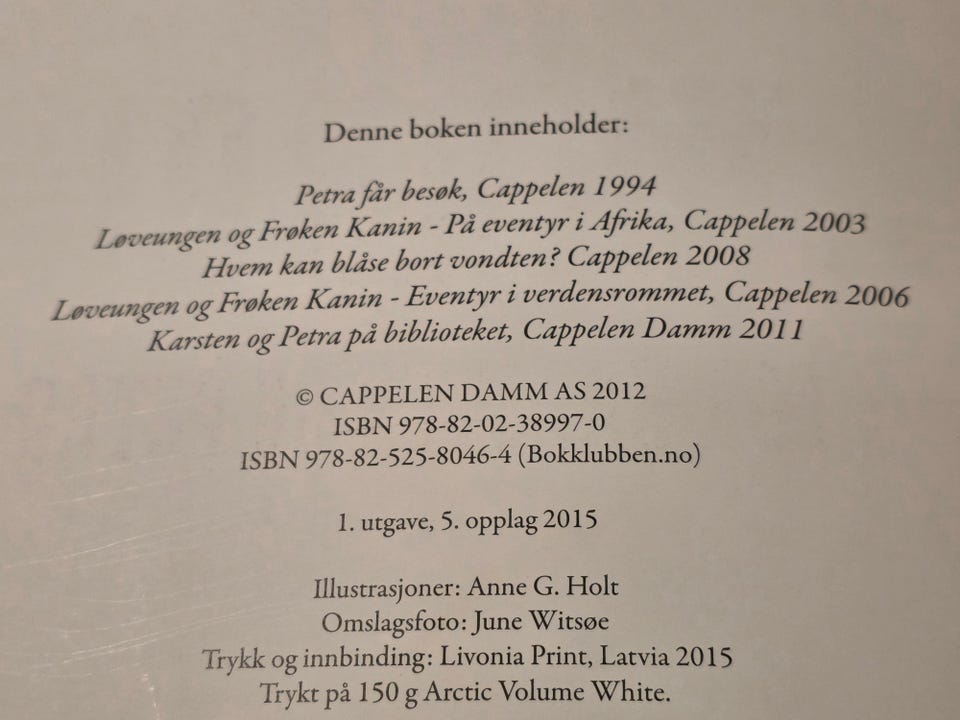 Denne boken inneholder:
Petra får besøk, Cappelen 1994
Løveungen og Frøken Kanin - På eventyr i Afrika, Cappelen 2003
Hvem kan blåse bort vondten? Cappelen 2008
Løveungen og Frøken Kanin - Eventyr i verdensrommet, Cappelen 2006
Karsten og Petra på biblioteket, Cappelen Damm 2011
© CAPPELEN DAMM AS 2012
ISBN 978-82-02-38997-0
ISBN 978-82-525-8046-4 (Bokklubben.no)
1. utgave, 5. opplag 2015
Illustrasjoner: Anne G. Holt
Omslagsfoto: June Witsøe
Trykk og innbinding: Livonia Print, Latvia 2015
Trykt på 150 g Arctic Volume White.